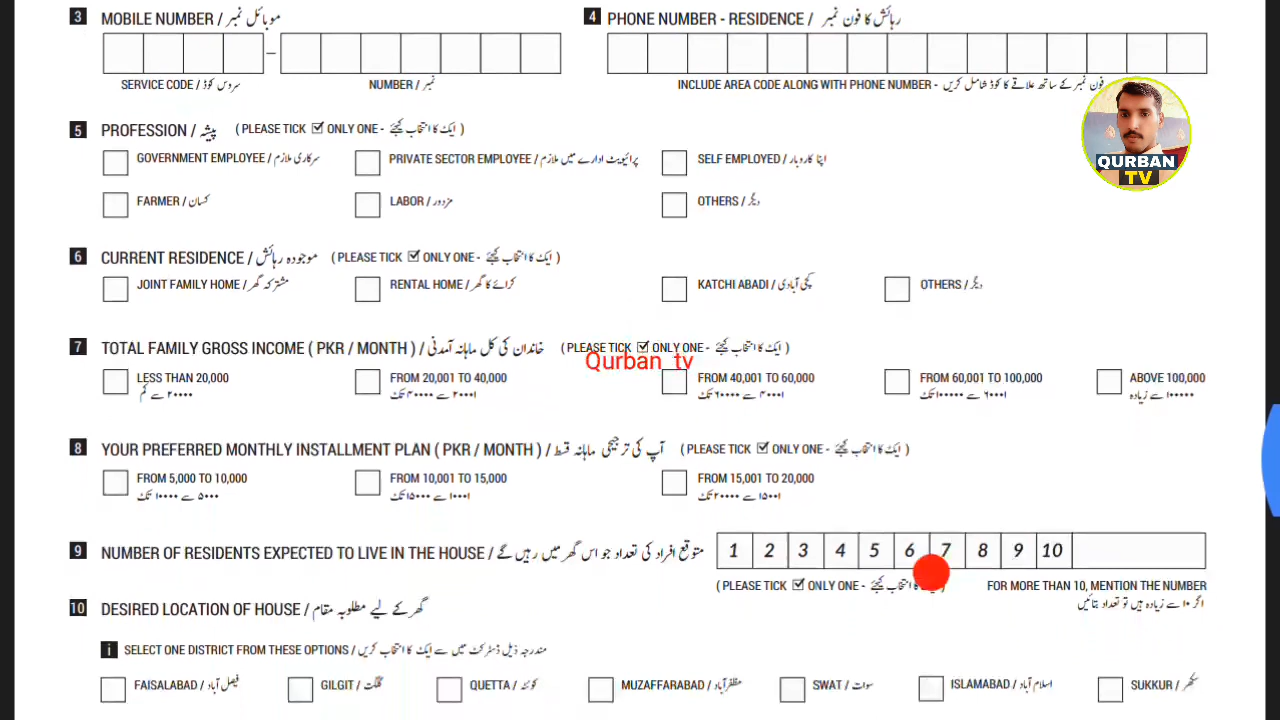 3 MOBILE NUMBER / موبائل نمبر
4 PHONE NUMBER - RESIDENCE / رہائش کا فون نمبر
SERVICE CODE / سروس کوڈ
NUMBER / نمبر
INCLUDE AREA CODE ALONG WITH PHONE NUMBER - فون نمبر کے ساتھ علاقے کا کوڈ شامل کریں
QURBAN
TV
5 PROFESSION / پیشہ ( PLEASE TICK ☑ ONLY ONE - ایک کا انتخاب کیجئے )
GOVERNMENT EMPLOYEE / سرکاری ملازم
PRIVATE SECTOR EMPLOYEE / پرائیویٹ ادارے میں ملازم
SELF EMPLOYED / اپنا کاروبار
FARMER / کسان
LABOR / مزدور
OTHERS / دیگر
6 CURRENT RESIDENCE / موجودہ رہائش ( PLEASE TICK ☑ ONLY ONE - ایک کا انتخاب کیجئے )
JOINT FAMILY HOME / مشترکہ گھر
RENTAL HOME / کرائے کا گھر
KATCHI ABADI / کچی آبادی
OTHERS / دیگر
7 TOTAL FAMILY GROSS INCOME ( PKR / MONTH ) / خاندان کی کل ماہانہ آمدنی ( PLEASE TICK ☑ ONLY ONE - ایک کا انتخاب کیجئے )
Qurban tv
LESS THAN 20,000
۲۰۰۰۰ سے کم
FROM 20,001 TO 40,000
۲۰۰۰۱ سے ۴۰۰۰۰ تک
FROM 40,001 TO 60,000
۴۰۰۰۱ سے ۶۰۰۰۰ تک
FROM 60,001 TO 100,000
۶۰۰۰۱ سے ۱۰۰۰۰۰ تک
ABOVE 100,000
۱۰۰۰۰۰ سے زیادہ
8 YOUR PREFERRED MONTHLY INSTALLMENT PLAN ( PKR / MONTH ) / آپ کی ترجیحی ماہانہ قسط ( PLEASE TICK ☑ ONLY ONE - ایک کا انتخاب کیجئے )
FROM 5,000 TO 10,000
۵۰۰۰ سے ۱۰۰۰۰ تک
FROM 10,001 TO 15,000
۱۰۰۰۱ سے ۱۵۰۰۰ تک
FROM 15,001 TO 20,000
۱۵۰۰۱ سے ۲۰۰۰۰ تک
9 NUMBER OF RESIDENTS EXPECTED TO LIVE IN THE HOUSE / متوقع افراد کی تعداد جو اس گھر میں رہیں گے
1 2 3 4 5 6 7 8 9 10
( PLEASE TICK ☑ ONLY ONE - ایک کا انتخاب کیجئے )
FOR MORE THAN 10, MENTION THE NUMBER
اگر ۱۰ سے زیادہ ہیں تو تعداد بتائیں
10 DESIRED LOCATION OF HOUSE / گھر کے لیے مطلوبہ مقام
i SELECT ONE DISTRICT FROM THESE OPTIONS / مندرجہ ذیل ڈسٹرکٹ میں سے ایک کا انتخاب کریں
FAISALABAD / فیصل آباد
GILGIT / گلگت
QUETTA / کوئٹہ
MUZAFFARABAD / مظفرآباد
SWAT / سوات
ISLAMABAD / اسلام آباد
SUKKUR / سکھر